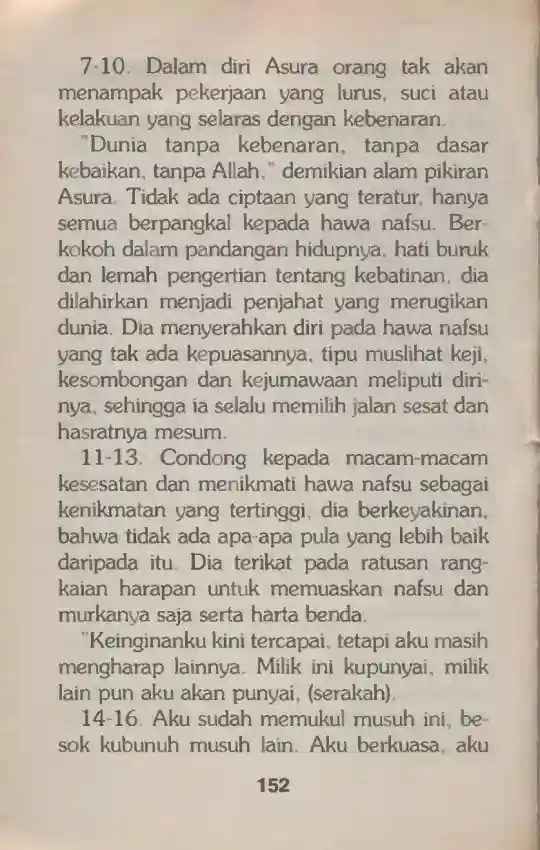 7-10. Dalam diri Asura orang tak akan
menampak pekerjaan yang lurus, suci atau
kelakuan yang selaras dengan kebenaran.
"Dunia tanpa kebenaran, tanpa dasar
kebaikan, tanpa Allah," demikian alam pikiran
Asura. Tidak ada ciptaan yang teratur, hanya
semua berpangkal kepada hawa nafsu. Ber-
kokoh dalam pandangan hidupnya, hati buruk
dan lemah pengertian tentang kebatinan, dia
dilahirkan menjadi penjahat yang merugikan
dunia. Dia menyerahkan diri pada hawa nafsu
yang tak ada kepuasannya, tipu muslihat keji,
kesombongan dan kejumawaan meliputi diri-
nya, sehingga ia selalu memilih jalan sesat dan
hasratnya mesum.
11-13. Condong kepada macam-macam
kesesatan dan menikmati hawa nafsu sebagai
kenikmatan yang tertinggi, dia berkeyakinan,
bahwa tidak ada apa-apa pula yang lebih baik
daripada itu. Dia terikat pada ratusan rang-
kaian harapan untuk memuaskan nafsu dan
murkanya saja serta harta benda.
"Keinginanku kini tercapai, tetapi aku masih
mengharap lainnya. Milik ini kupunyai, milik
lain pun aku akan punyai, (serakah).
14-16. Aku sudah memukul musuh ini, be-
sok kubunuh musuh lain. Aku berkuasa, aku
152